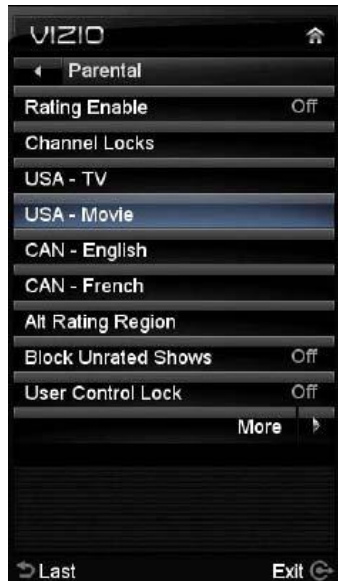 VIZIO
Parental
Rating Enable Off
Channel Locks
USA - TV
USA - Movie
CAN - English
CAN - French
Alt Rating Region
Block Unrated Shows Off
User Control Lock Off
More
Last Exit